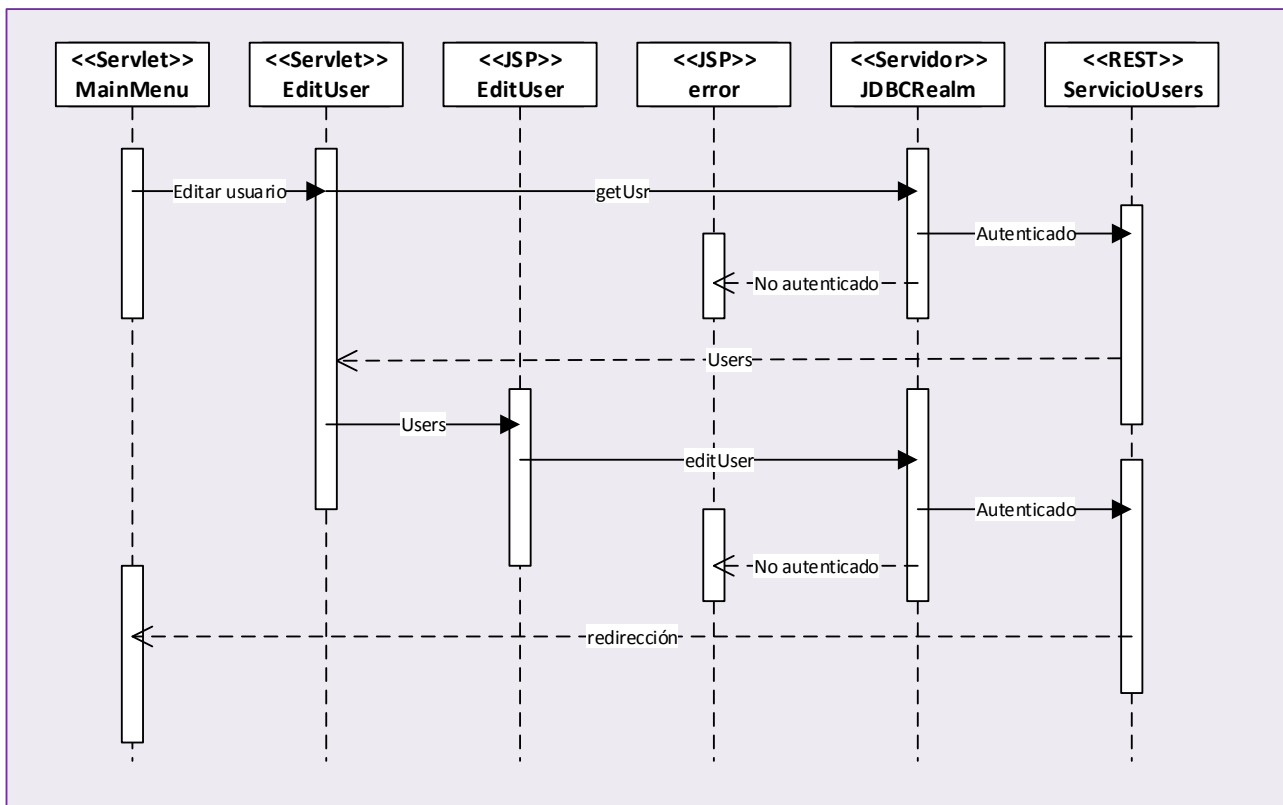 <<Servlet>>
MainMenu
<<Servlet>>
EditUser
<<JSP>>
EditUser
<<JSP>>
error
<<Servidor>>
JDBCRealm
<<REST>>
ServicioUsers
Editar usuario
getUsr
Autenticado
No autenticado
Users
Users
editUser
Autenticado
No autenticado
redirección